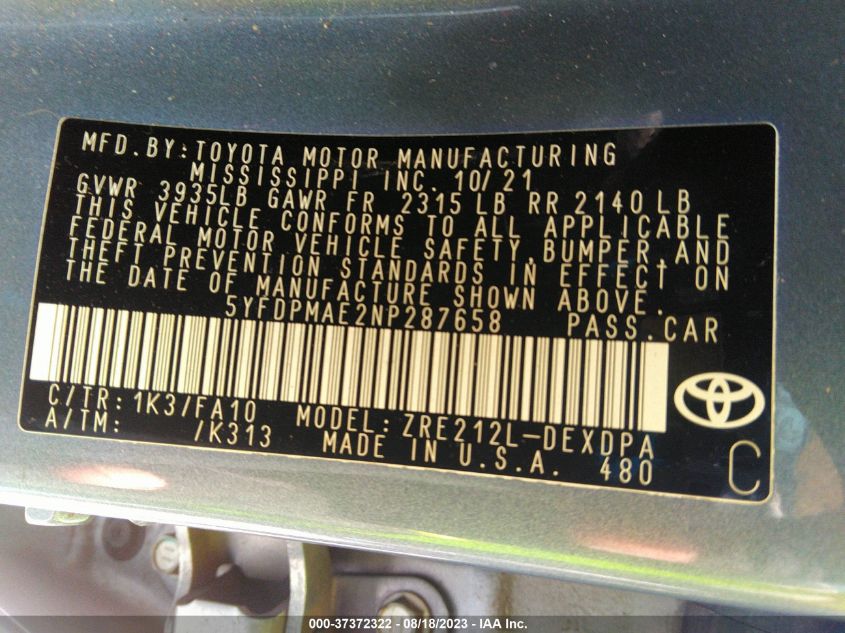 MFD.BY:TOYOTA MOTOR MANUFACTURING
MISSISSIPPI INC. 10/21
GVWR 3935LB GAWR FR 2315 LB RR 2140 LB
THIS VEHICLE CONFORMS TO ALL APPLICABLE
FEDERAL MOTOR VEHICLE SAFETY,BUMPER,AND
THEFT PREVENTION STANDARDS IN EFFECT ON
THE DATE OF MANUFACTURE SHOWN ABOVE.
5YFDPMAE2NP287658 PASS.CAR
C/TR: 1K3/FA10 MODEL: ZRE212L-DEXDPA
A/TM: /K313 MADE IN U.S.A. 480
C
000-37372322 - 08/18/2023 - IAA Inc.